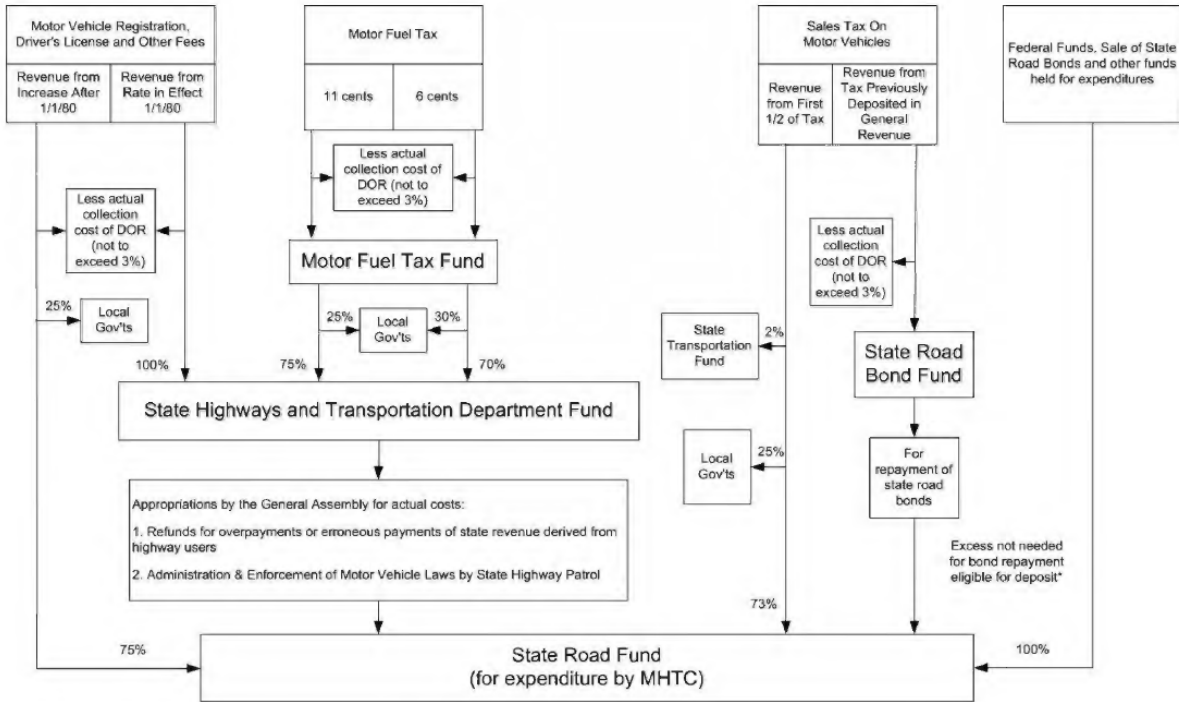 Motor Vehicle Registration,
Driver's License and Other Fees
Revenue from
Increase After
1/1/80
Revenue from
Rate in Effect
1/1/80
Motor Fuel Tax
11 cents
6 cents
Sales Tax On
Motor Vehicles
Revenue
from First
1/2 of Tax
Revenue from
Tax Previously
Deposited in
General
Revenue
Federal Funds, Sale of State
Road Bonds and other funds
held for expenditures
Less actual
collection
cost of DOR
(not to
exceed 3%)
Less actual
collection cost of
DOR (not to
exceed 3%)
Less actual
collection
cost of DOR
(not to
exceed 3%)
Motor Fuel Tax Fund
25%
Local
Gov'ts
25%
Local
Gov'ts
30%
State
Transportation
Fund
2%
State Road
Bond Fund
100%
75%
70%
State Highways and Transportation Department Fund
Local
Gov'ts
25%
For
repayment of
state road
bonds
Appropriations by the General Assembly for actual costs:
1. Refunds for overpayments or erroneous payments of state revenue derived from
highway users
2. Administration & Enforcement of Motor Vehicle Laws by State Highway Patrol
Excess not needed
for bond repayment
eligible for deposit*
73%
75%
State Road Fund
(for expenditure by MHTC)
100%